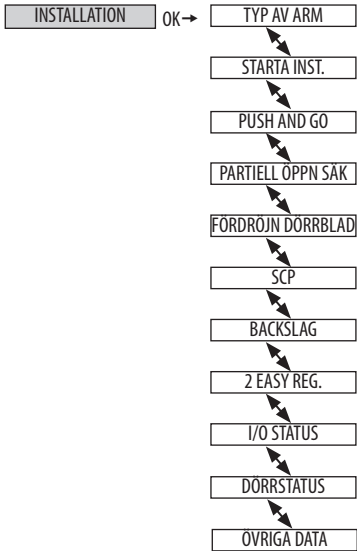 INSTALLATION OK→ TYP AV ARM
STARTA INST.
PUSH AND GO
PARTIELL ÖPPN SÄK
FÖRDRÖJN DÖRRBLAD
SCP
BACKSLAG
2 EASY REG.
I/O STATUS
DÖRRSTATUS
ÖVRIGA DATA